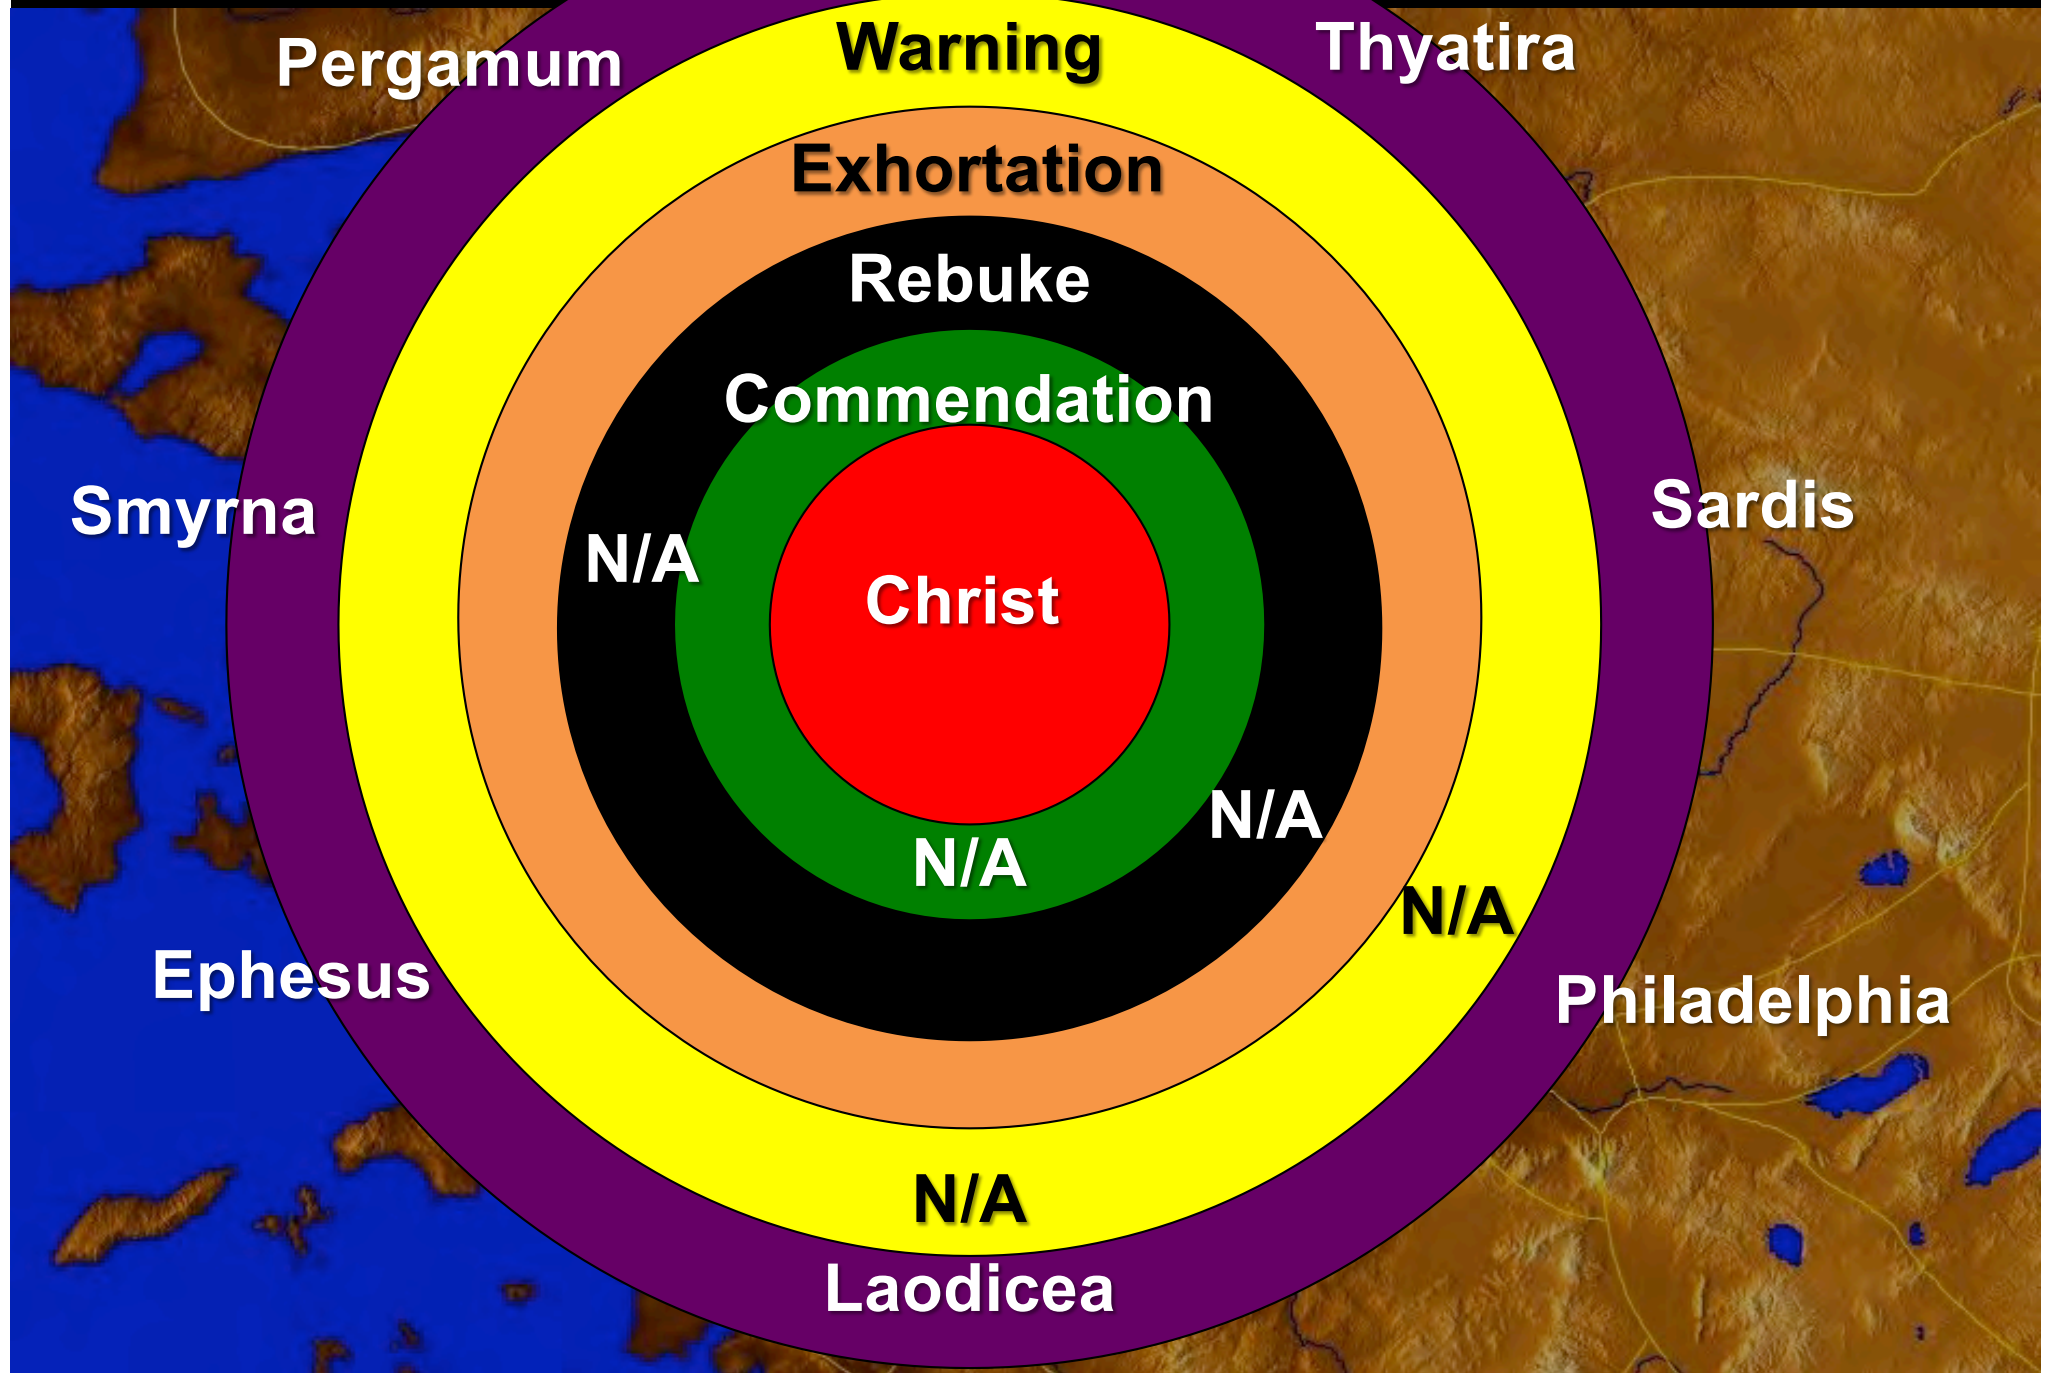 Warning
Thyatira
Pergamum
Exhortation
Rebuke
Commendation
Smyrna
Sardis
N/A
Christ
N/A
N/A
N/A
Ephesus
Philadelphia
N/A
Laodicea